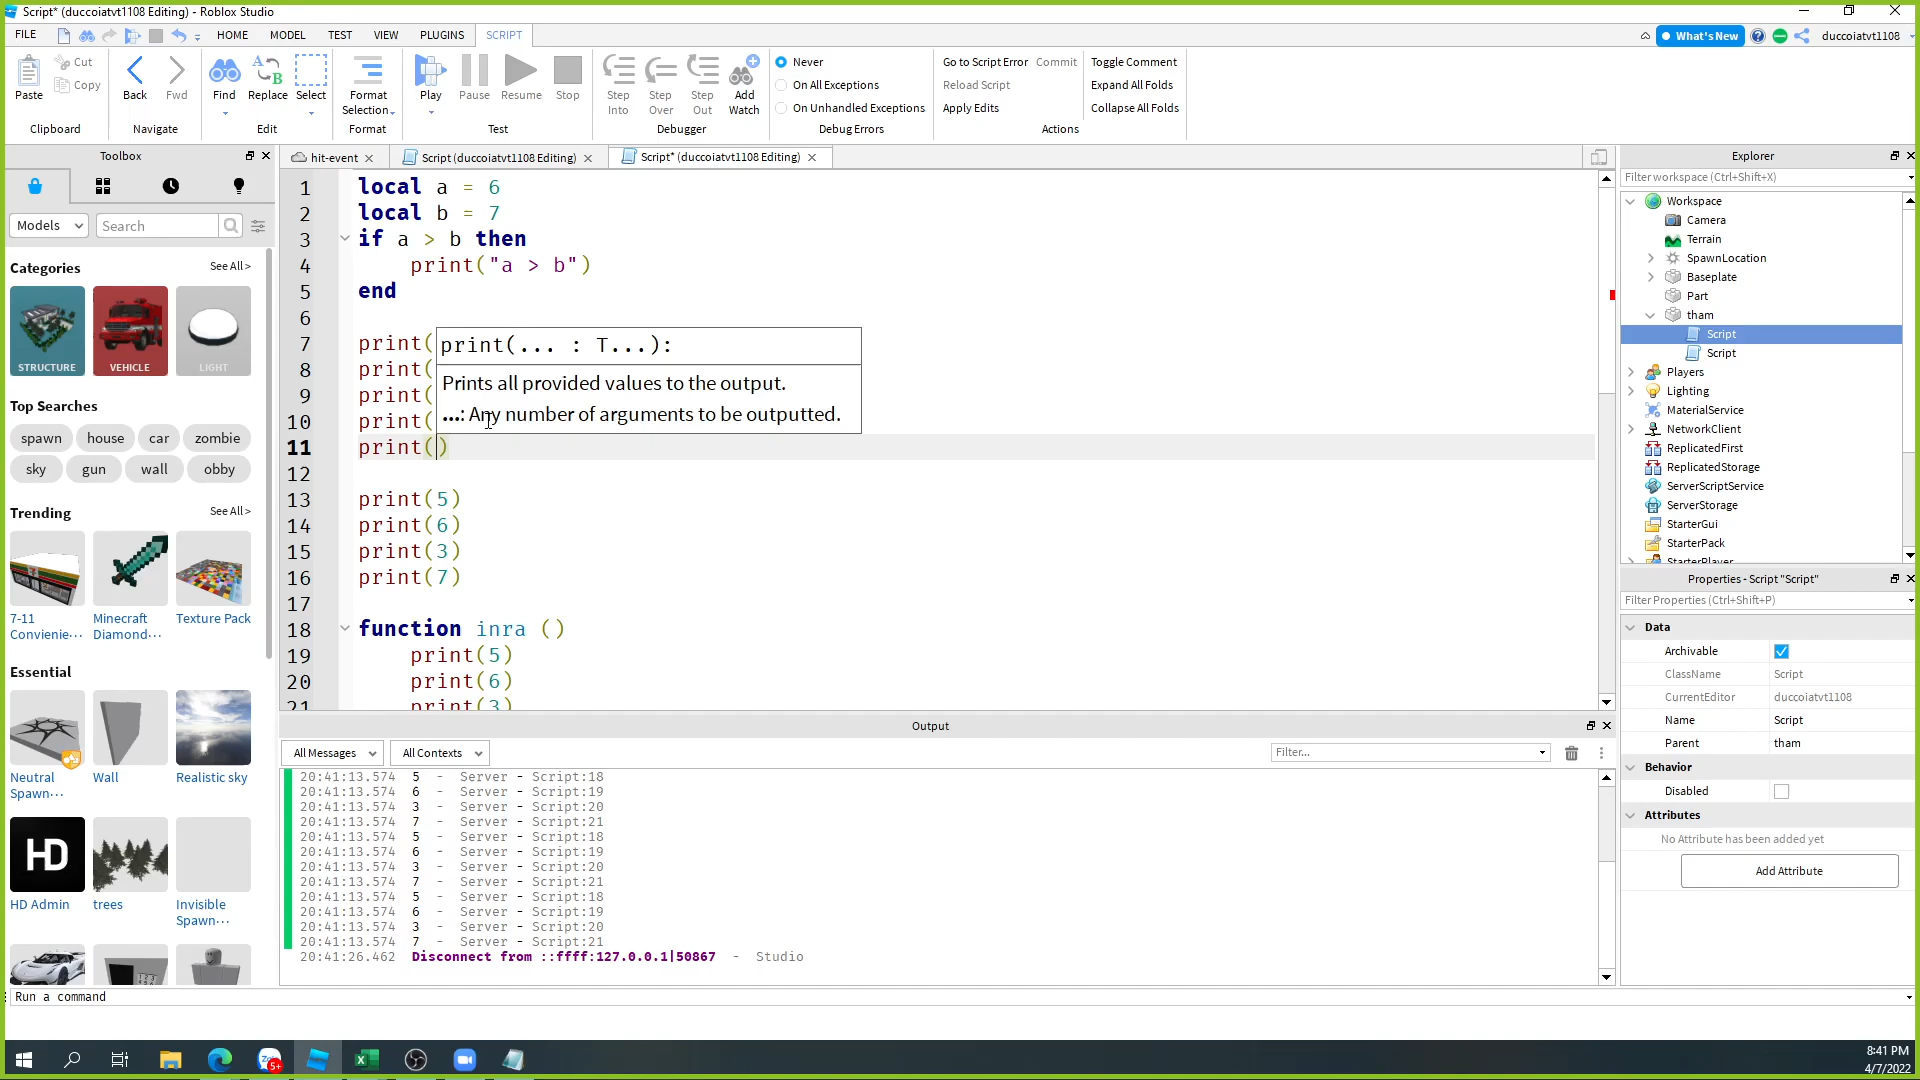 Script* (duccoiatvt1108 Editing) - Roblox Studio
FILE HOME MODEL TEST VIEW PLUGINS SCRIPT What's New duccoiatvt1108
Paste Cut Copy Clipboard
Back Fwd Navigate
Find Replace Select Edit
Format Selection Format
Play Pause Resume Stop Test
Step Into Step Over Step Out Add Watch Debugger
Never
On All Exceptions
On Unhandled Exceptions
Debug Errors
Go to Script Error Commit
Reload Script
Apply Edits
Toggle Comment
Expand All Folds
Collapse All Folds
Actions
Toolbox
Models Search
Categories See All >
STRUCTURE VEHICLE LIGHT
Top Searches
spawn house car zombie
sky gun wall obby
Trending See All >
7-11 Convienie... Minecraft Diamond... Texture Pack
Essential
Neutral Spawn... Wall Realistic sky
HD
HD Admin trees Invisible Spawn...
hit-event Script (duccoiatvt1108 Editing) Script* (duccoiatvt1108 Editing)
1 local a = 6
2 local b = 7
3 if a > b then
4 print("a > b")
5 end
6
7 print(
8 print(
9 print(
10 print(
11 print()
12
13 print(5)
14 print(6)
15 print(3)
16 print(7)
17
18 function inra ()
19 print(5)
20 print(6)
21 print(3)
print(... : T...):
Prints all provided values to the output.
...: Any number of arguments to be outputted.
Output
All Messages All Contexts Filter...
20:41:13.574 5 - Server - Script:18
20:41:13.574 6 - Server - Script:19
20:41:13.574 3 - Server - Script:20
20:41:13.574 7 - Server - Script:21
20:41:13.574 5 - Server - Script:18
20:41:13.574 6 - Server - Script:19
20:41:13.574 3 - Server - Script:20
20:41:13.574 7 - Server - Script:21
20:41:13.574 5 - Server - Script:18
20:41:13.574 6 - Server - Script:19
20:41:13.574 3 - Server - Script:20
20:41:13.574 7 - Server - Script:21
20:41:26.462 Disconnect from ::ffff:127.0.0.1|50867 - Studio
Run a command
Explorer
Filter workspace (Ctrl+Shift+X)
Workspace
Camera
Terrain
SpawnLocation
Baseplate
Part
tham
Script
Script
Players
Lighting
MaterialService
NetworkClient
ReplicatedFirst
ReplicatedStorage
ServerScriptService
ServerStorage
StarterGui
StarterPack
StarterPlayer
Properties - Script "Script"
Filter Properties (Ctrl+Shift+P)
Data
Archivable
ClassName Script
CurrentEditor duccoiatvt1108
Name Script
Parent tham
Behavior
Disabled
Attributes
No Attribute has been added yet
Add Attribute
5+
8:41 PM
4/7/2022